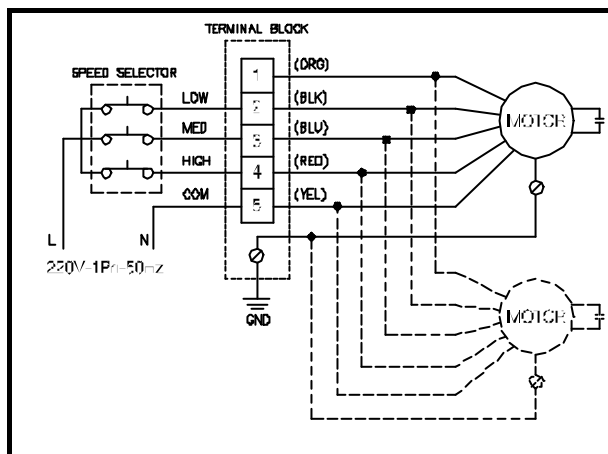 TERMINAL BLOCK
SPEED SELECTOR
1 (ORG)
LOW 2 (BLK)
MED 3 (BLU)
HIGH 4 (RED)
COM 5 (YEL)
MOTOR
L N
220V-1Ph-50Hz
GND
MOTOR